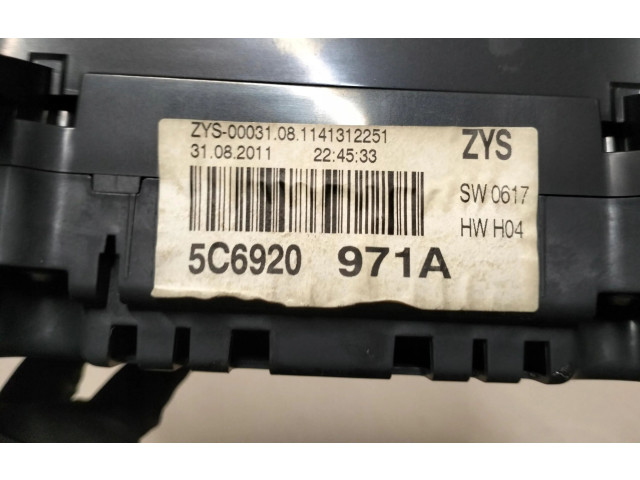 ZYS-00031.08.1141312251
31.08.2011 22:45:33
ZYS
SW 0617
HW H04
5C6920 971A